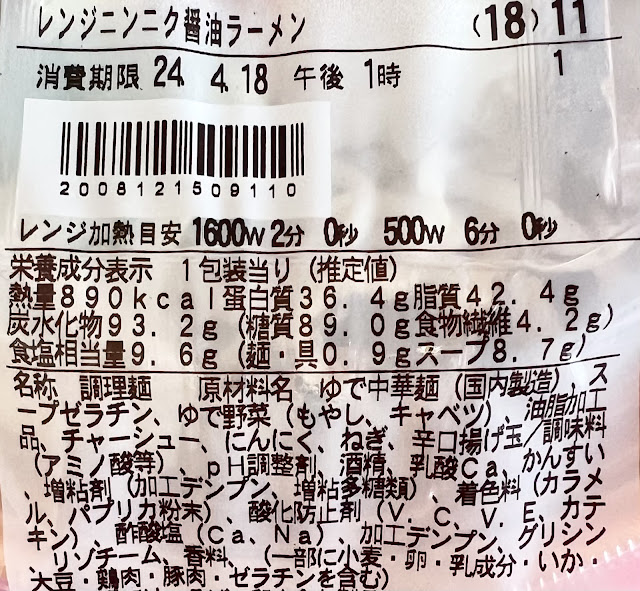 レンジニンニク醤油ラーメン (18) 11
消費期限 24. 4.18 午後 1時 1
2008121509110
レンジ加熱目安 1600W 2分 0秒 500W 6分 0秒
栄養成分表示 1包装当り (推定値)
熱量890kcal蛋白質36.4g脂質42.4g
炭水化物93.2g (糖質89.0g食物繊維4.2g)
食塩相当量9.6g (麺・具0.9gスープ8.7g)
名称 調理麺 原材料名 ゆで中華麺 (国内製造)、ス
ープゼラチン、ゆで野菜 (もやし、キャベツ)、油脂加工
品、チャーシュー、にんにく、ねぎ、辛口揚げ玉/調味料
(アミノ酸等)、pH調整剤、酒精、乳酸Ca、かんすい
、増粘剤 (加工デンプン、増粘多糖類)、着色料 (カラメ
ル、パプリカ粉末)、酸化防止剤 (V.C、V.E、カテ
キン)、酢酸塩 (Ca、Na)、加工デンプン、グリシン
、リゾチーム、香料、(一部に小麦・卵・乳成分・いか・
大豆・鶏肉・豚肉・ゼラチンを含む)